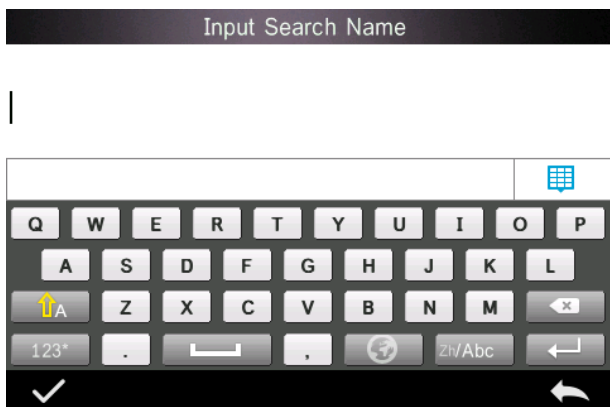 Input Search Name
Q W E R T Y U I O P
A S D F G H J K L
A Z X C V B N M
123* . , Zh/Abc